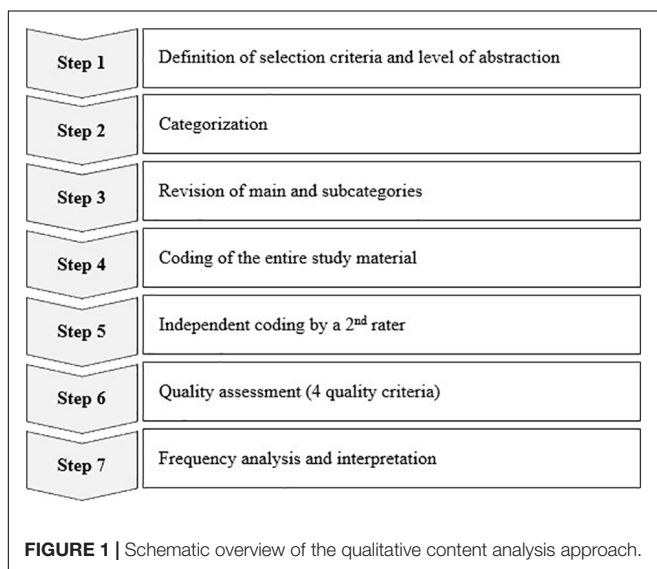 Step 1
Definition of selection criteria and level of abstraction
Step 2
Categorization
Step 3
Revision of main and subcategories
Step 4
Coding of the entire study material
Step 5
Independent coding by a 2nd rater
Step 6
Quality assessment (4 quality criteria)
Step 7
Frequency analysis and interpretation
FIGURE 1 | Schematic overview of the qualitative content analysis approach.